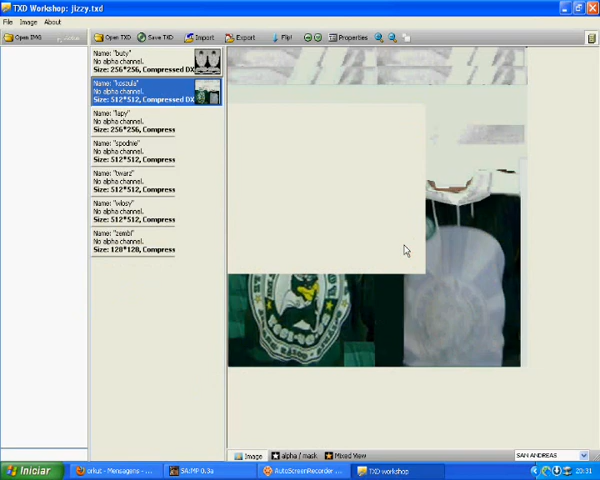 TXD Workshop: jizzy.txd
File Image About
Open IMG
Open TXD Save TXD Import Export Flip! Properties
Name: "buty"
No alpha channel.
Size: 256*256, Compressed DX
Name: "koszula"
No alpha channel.
Size: 512*512, Compressed DX
Name: "lapy"
No alpha channel.
Size: 256*256, Compress
Name: "spodnie"
No alpha channel.
Size: 512*512, Compress
Name: "twarz"
No alpha channel.
Size: 512*512, Compress
Name: "wlosy"
No alpha channel.
Size: 512*512, Compress
Name: "zembl"
No alpha channel.
Size: 128*128, Compress
Image alpha / mask Mixed View SAN ANDREAS
Iniciar orkut - Mensagens - ... SA:MP 0.3a AutoScreenRecorder ... TXD workshop 20:31